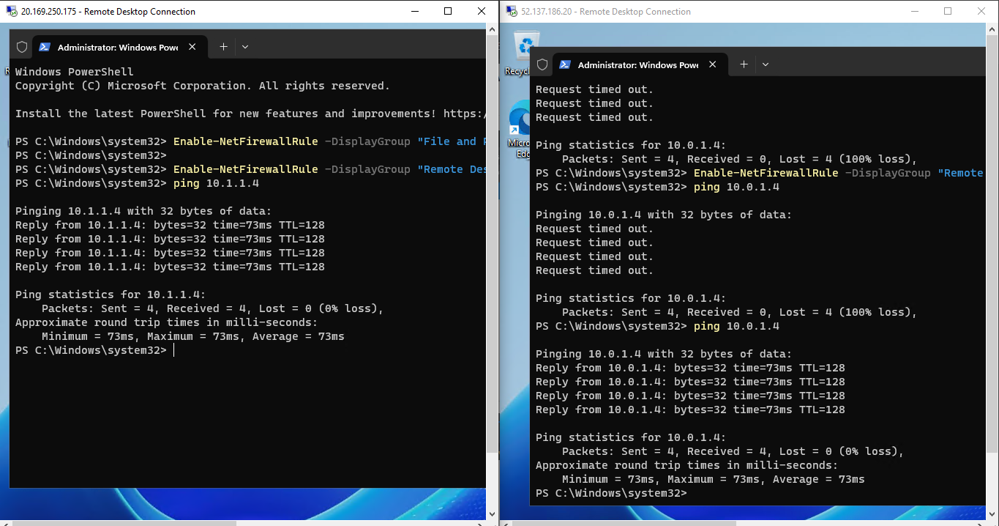 20.169.250.175 - Remote Desktop Connection
Administrator: Windows Powe
Windows PowerShell
Copyright (C) Microsoft Corporation. All rights reserved.
Install the latest PowerShell for new features and improvements! https:/
PS C:\Windows\system32> Enable-NetFirewallRule -DisplayGroup "File and P
PS C:\Windows\system32>
PS C:\Windows\system32> Enable-NetFirewallRule -DisplayGroup "Remote Des
PS C:\Windows\system32> ping 10.1.1.4
Pinging 10.1.1.4 with 32 bytes of data:
Reply from 10.1.1.4: bytes=32 time=73ms TTL=128
Reply from 10.1.1.4: bytes=32 time=73ms TTL=128
Reply from 10.1.1.4: bytes=32 time=73ms TTL=128
Reply from 10.1.1.4: bytes=32 time=73ms TTL=128
Ping statistics for 10.1.1.4:
Packets: Sent = 4, Received = 4, Lost = 0 (0% loss),
Approximate round trip times in milli-seconds:
Minimum = 73ms, Maximum = 73ms, Average = 73ms
PS C:\Windows\system32>
52.137.186.20 - Remote Desktop Connection
Recycl
Micro
Edg
Administrator: Windows Powe
Request timed out.
Request timed out.
Request timed out.
Ping statistics for 10.0.1.4:
Packets: Sent = 4, Received = 0, Lost = 4 (100% loss),
PS C:\Windows\system32> Enable-NetFirewallRule -DisplayGroup "Remote
PS C:\Windows\system32> ping 10.0.1.4
Pinging 10.0.1.4 with 32 bytes of data:
Request timed out.
Request timed out.
Request timed out.
Request timed out.
Ping statistics for 10.0.1.4:
Packets: Sent = 4, Received = 0, Lost = 4 (100% loss),
PS C:\Windows\system32> ping 10.0.1.4
Pinging 10.0.1.4 with 32 bytes of data:
Reply from 10.0.1.4: bytes=32 time=73ms TTL=128
Reply from 10.0.1.4: bytes=32 time=73ms TTL=128
Reply from 10.0.1.4: bytes=32 time=73ms TTL=128
Reply from 10.0.1.4: bytes=32 time=73ms TTL=128
Ping statistics for 10.0.1.4:
Packets: Sent = 4, Received = 4, Lost = 0 (0% loss),
Approximate round trip times in milli-seconds:
Minimum = 73ms, Maximum = 73ms, Average = 73ms
PS C:\Windows\system32>